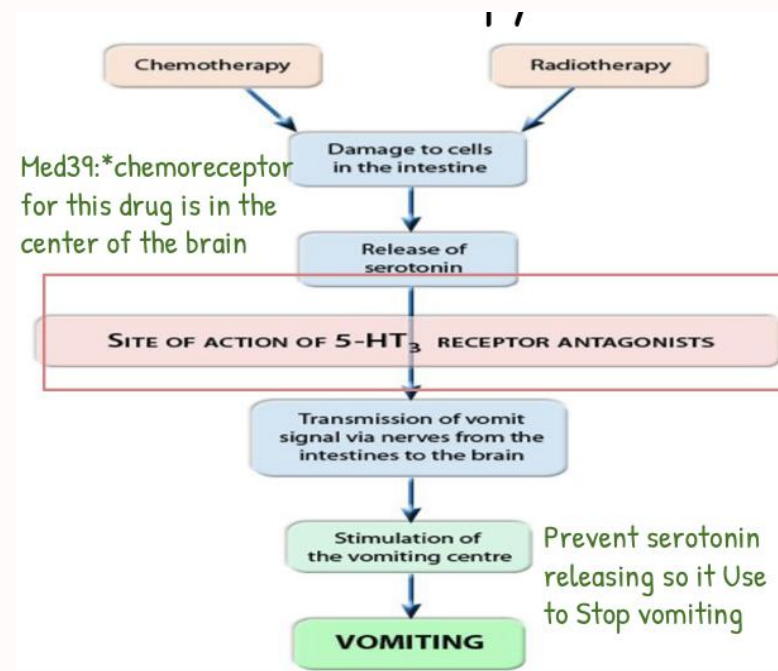 Chemotherapy
Radiotherapy
Damage to cells
in the intestine
Med39:*chemoreceptor
for this drug is in the
center of the brain
Release of
serotonin
SITE OF ACTION OF 5-HT3 RECEPTOR ANTAGONISTS
Transmission of vomit
signal via nerves from the
intestines to the brain
Stimulation of
the vomiting centre
Prevent serotonin
releasing so it Use
to Stop vomiting
VOMITING